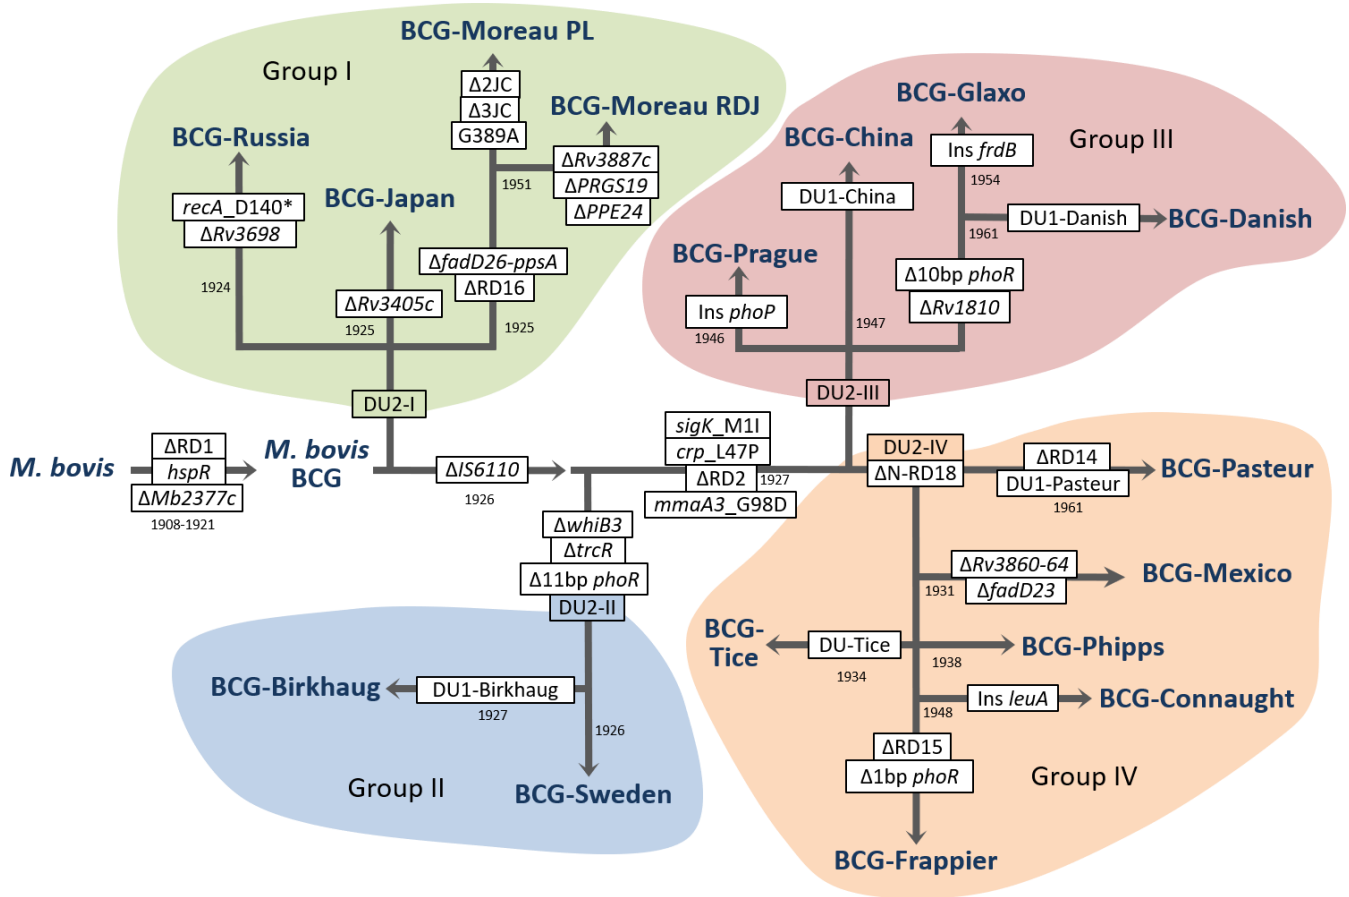 Group I
BCG-Moreau PL
Δ2JC
Δ3JC
G389A
BCG-Moreau RDJ
ΔRv3887c
ΔPRGS19
ΔPPE24
1951
BCG-Russia
recA_D140*
ΔRv3698
1924
BCG-Japan
ΔRv3405c
1925
ΔfadD26-ppsA
ΔRD16
1925
DU2-I
Group III
BCG-Glaxo
Ins frdB
1954
BCG-China
DU1-China
1947
DU1-Danish
BCG-Danish
1961
BCG-Prague
Ins phoP
1946
Δ10bp phoR
ΔRv1810
DU2-III
M. bovis
ΔRD1
hspR
ΔMb2377c
1908-1921
M. bovis
BCG
ΔIS6110
1926
sigK_M1I
crp_L47P
ΔRD2
1927
mmaA3_G98D
DU2-IV
ΔN-RD18
ΔRD14
DU1-Pasteur
1961
BCG-Pasteur
ΔwhiB3
ΔtrcR
Δ11bp phoR
DU2-II
BCG-Birkhaug
DU1-Birkhaug
1927
1926
Group II
BCG-Sweden
ΔRv3860-64
ΔfadD23
1931
BCG-Mexico
BCG-
Tice
DU-Tice
1934
1938
BCG-Phipps
1948
Ins leuA
BCG-Connaught
ΔRD15
Δ1bp phoR
Group IV
BCG-Frappier